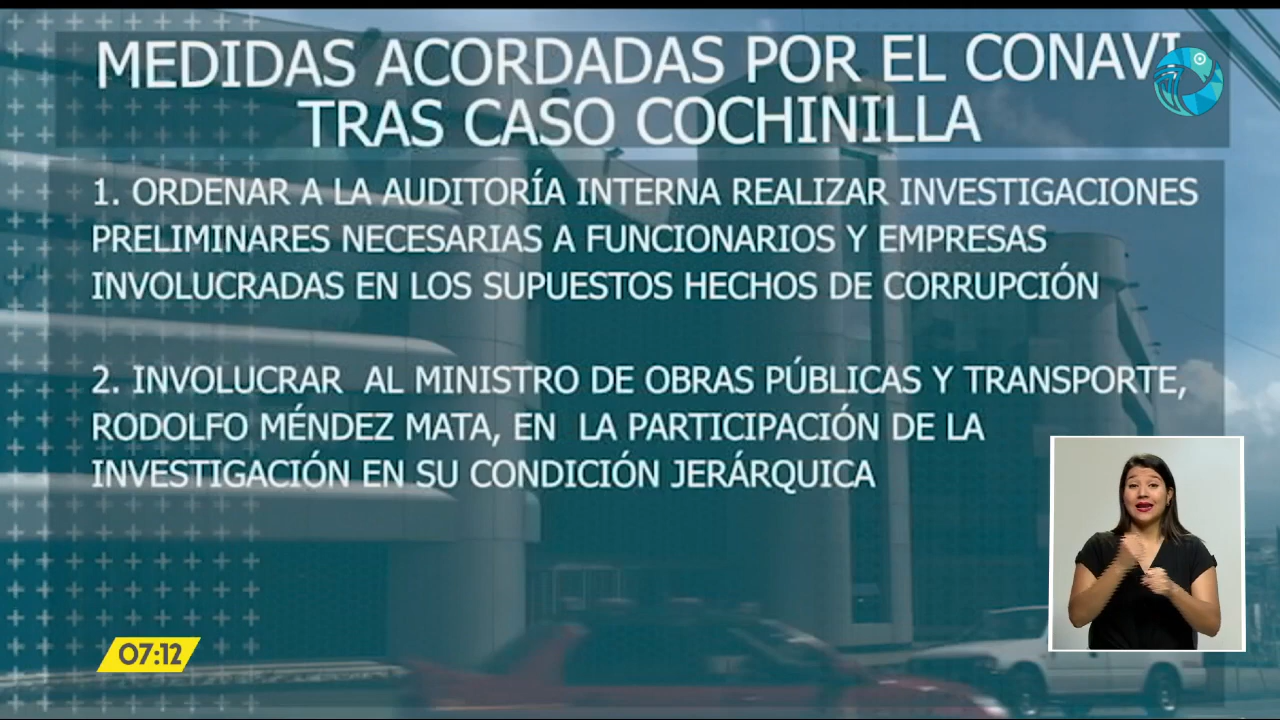 MEDIDAS ACORDADAS POR EL CONAVI
TRAS CASO COCHINILLA
1. ORDENAR A LA AUDITORÍA INTERNA REALIZAR INVESTIGACIONES
PRELIMINARES NECESARIAS A FUNCIONARIOS Y EMPRESAS
INVOLUCRADAS EN LOS SUPUESTOS HECHOS DE CORRUPCIÓN
2. INVOLUCRAR AL MINISTRO DE OBRAS PÚBLICAS Y TRANSPORTE,
RODOLFO MÉNDEZ MATA, EN LA PARTICIPACIÓN DE LA
INVESTIGACIÓN EN SU CONDICIÓN JERÁRQUICA
07:12